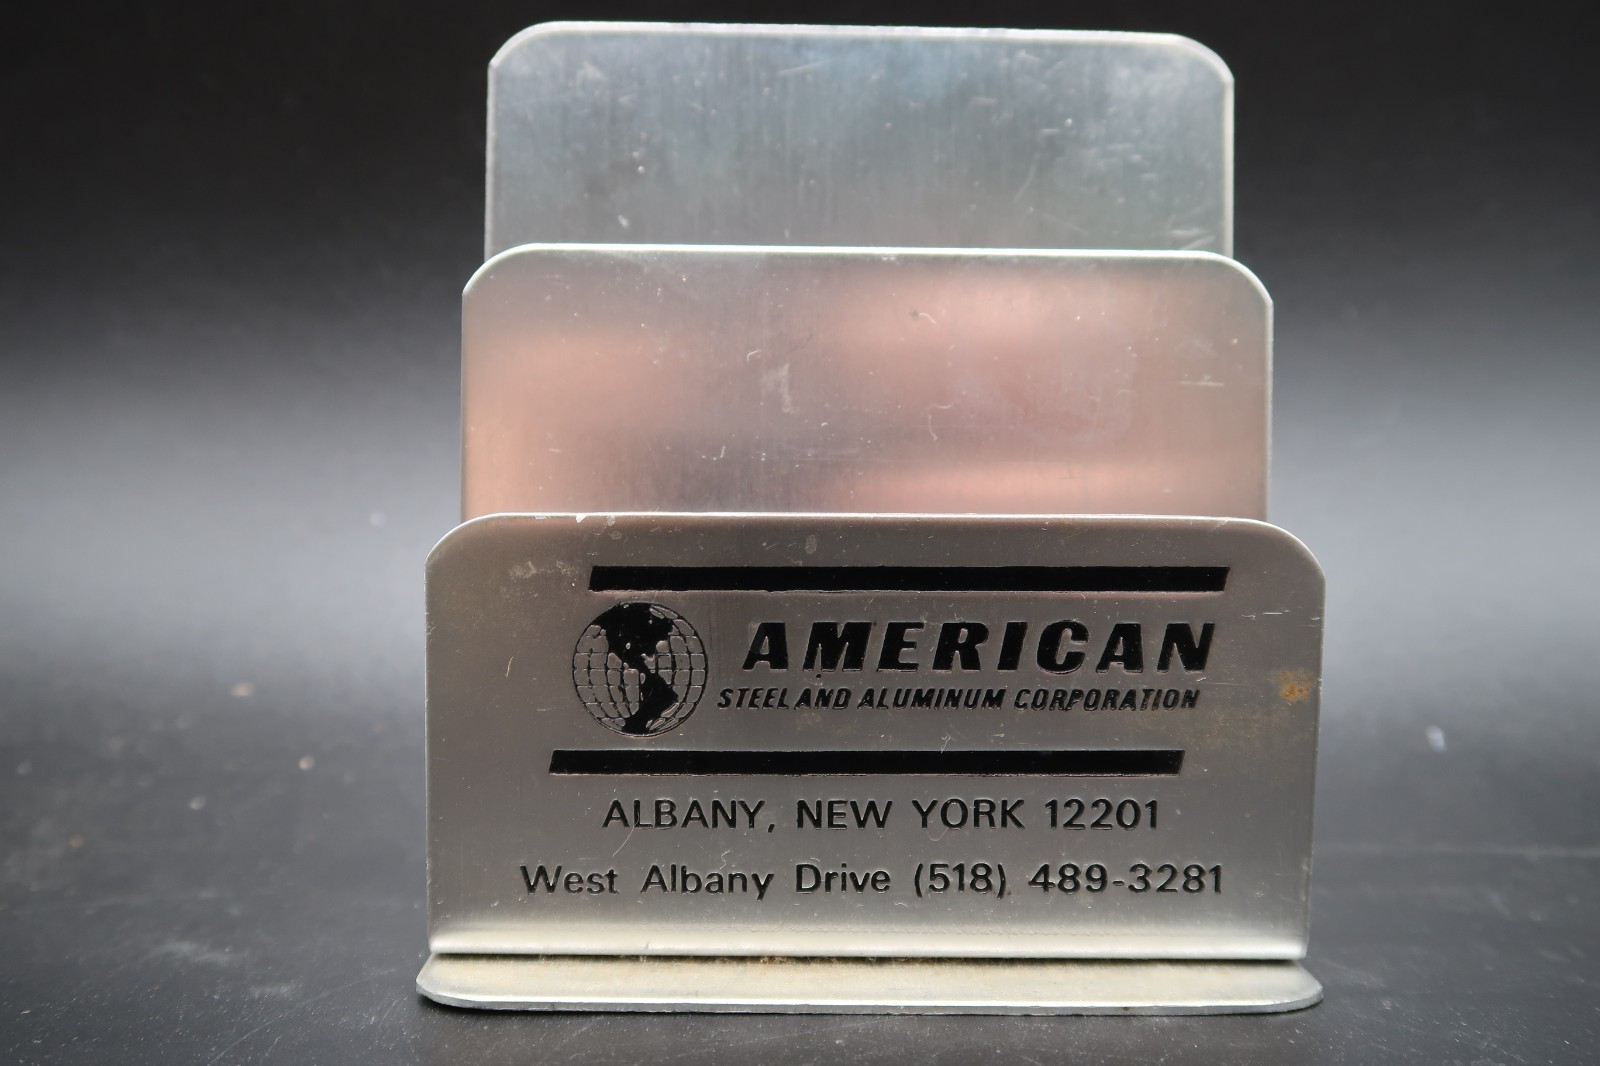 AMERICAN
STEEL AND ALUMINUM CORPORATION
ALBANY, NEW YORK 12201
West Albany Drive (518) 489-3281